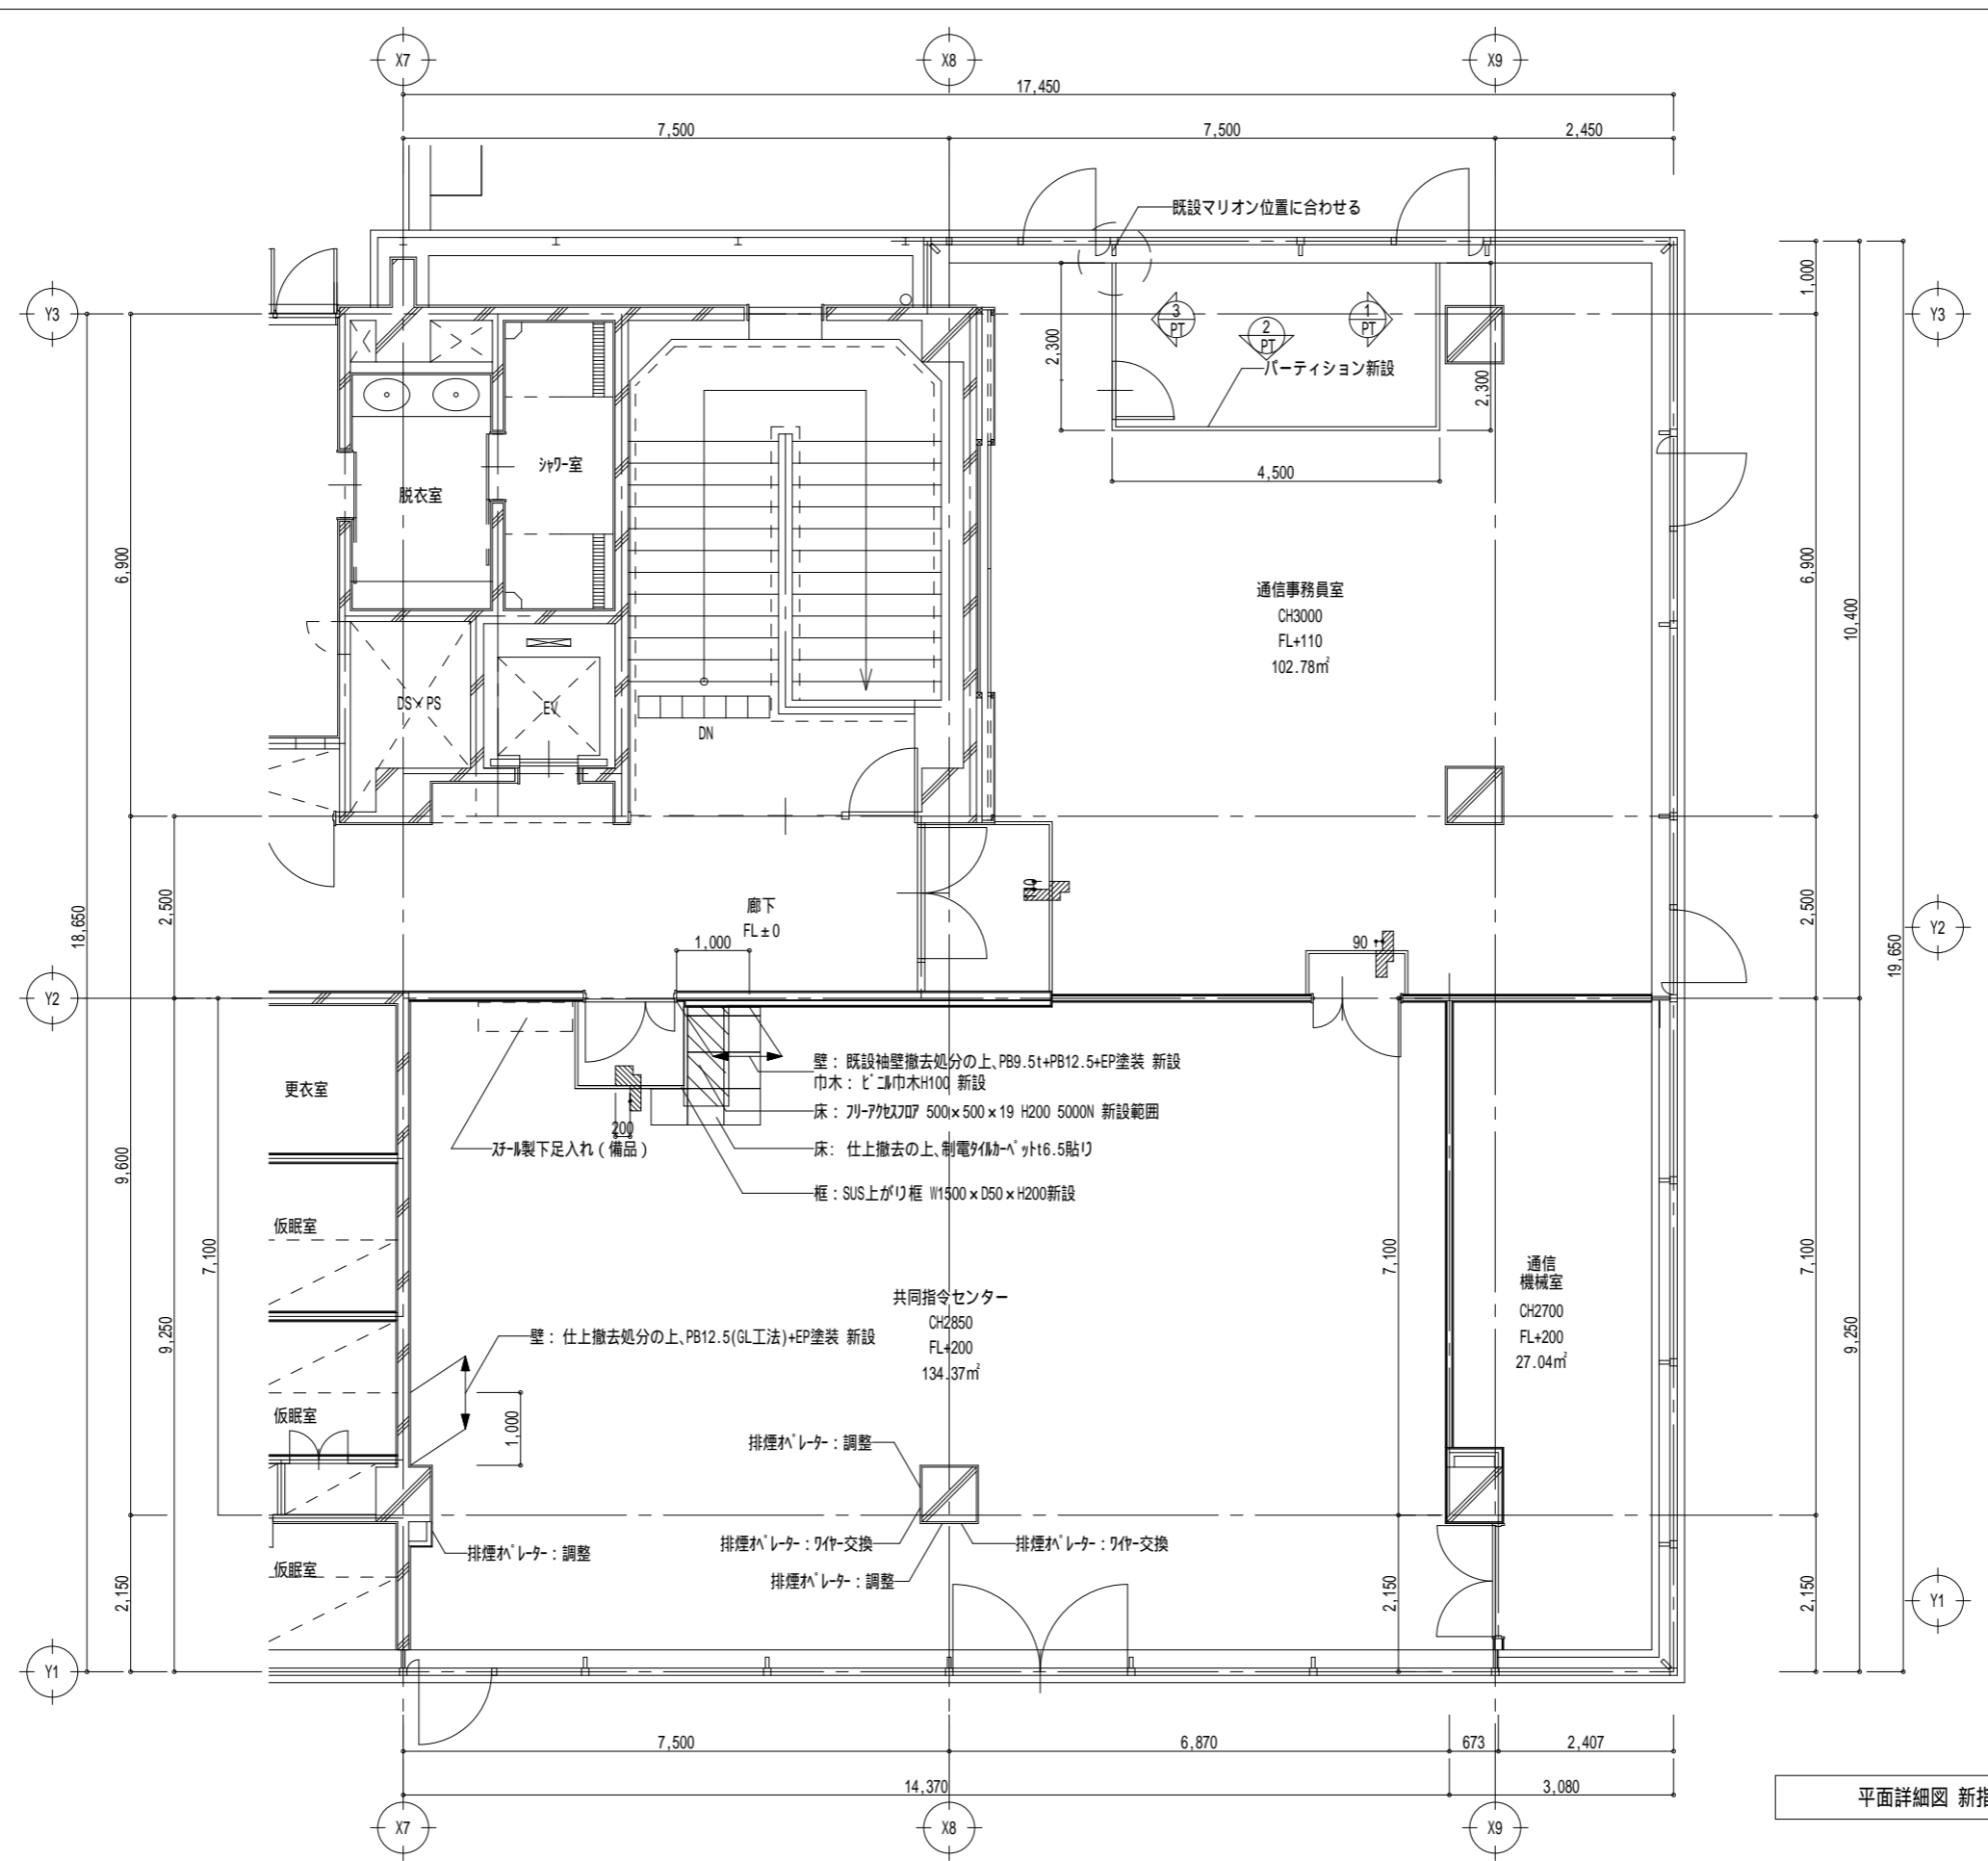 X7
X8
X9
17,450
7,500
7,500
2,450
既設マリオン位置に合わせる
1,000
Y3
Y3
3
PT
2
PT
1
PT
2,300
2,300
パーティション新設
4,500
シャワー室
脱衣室
6,900
6,900
通信事務員室
CH3000
FL+110
102.78㎡
10,400
DS×PS
EV
DN
廊下
FL±0
1,000
110
90
2,500
2,500
18,650
19,650
Y2
Y2
壁：既設袖壁撤去処分の上、PB9.5t+PB12.5+EP塗装 新設
巾木：ビニル巾木H100 新設
床：フリーアクセスフロア 500×500×19 H200 5000N 新設範囲
床： 仕上撤去の上、制電タイルカーペットt6.5貼り
框：SUS上がり框 W1500×D50×H200新設
更衣室
200
スチール製下足入れ（備品）
9,600
7,100
仮眠室
7,100
7,100
共同指令センター
CH2850
FL+200
134.37㎡
通信
機械室
CH2700
FL+200
27.04㎡
9,250
9,250
壁：仕上撤去処分の上、PB12.5(GL工法)+EP塗装 新設
仮眠室
1,000
排煙オペレーター：調整
排煙オペレーター：ワイヤー交換
排煙オペレーター：ワイヤー交換
排煙オペレーター：調整
排煙オペレーター：調整
仮眠室
2,150
2,150
2,150
Y1
Y1
7,500
6,870
673
2,407
14,370
3,080
X7
X8
X9
平面詳細図 新指